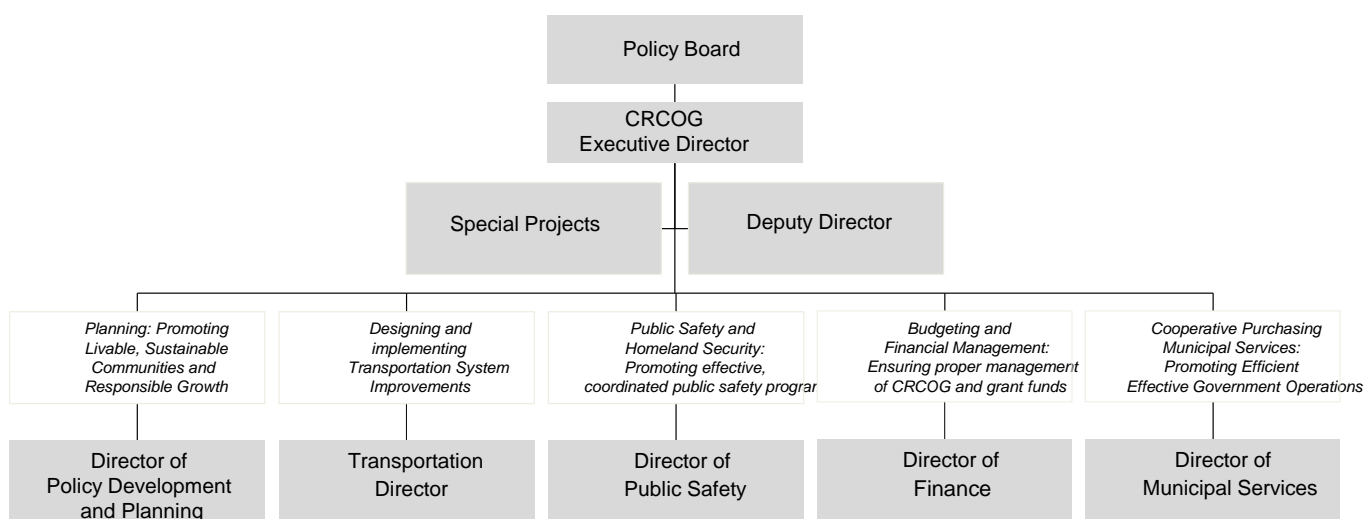 Policy Board
CRCOG
Executive Director
Special Projects
Deputy Director
Planning: Promoting
Livable, Sustainable
Communities and
Responsible Growth
Designing and
implementing
Transportation System
Improvements
Public Safety and
Homeland Security:
Promoting effective,
coordinated public safety program
Budgeting and
Financial Management:
Ensuring proper management
of CRCOG and grant funds
Cooperative Purchasing
Municipal Services:
Promoting Efficient
Effective Government Operations
Director of
Policy Development
and Planning
Transportation
Director
Director of
Public Safety
Director of
Finance
Director of
Municipal Services